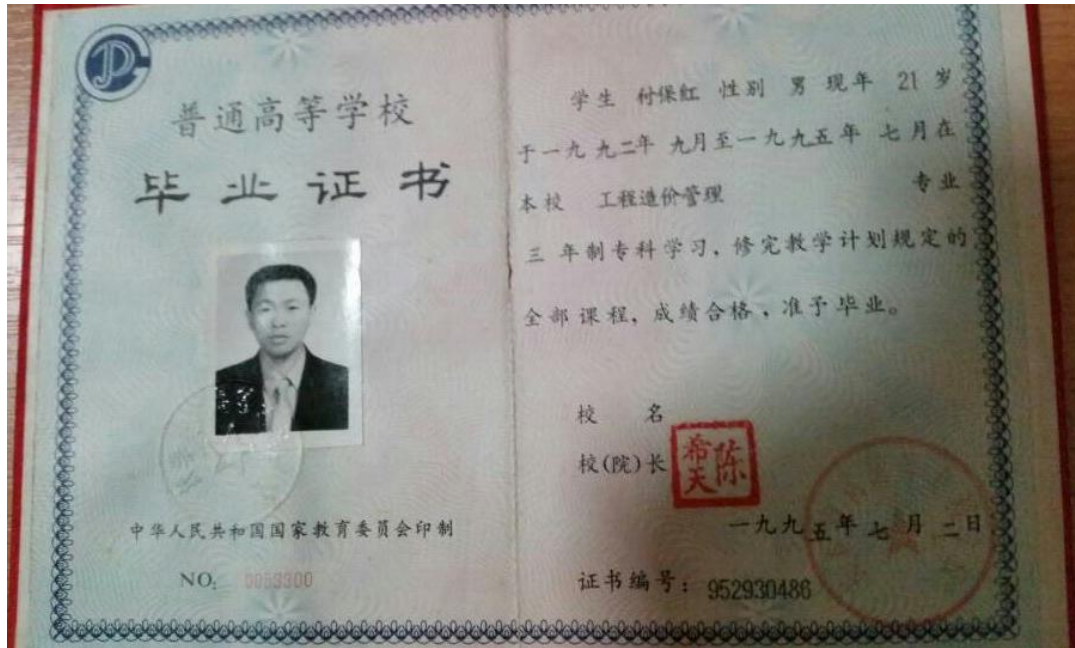 普通高等学校
毕业证书
中华人民共和国国家教育委员会印制
NO: 0053300
学生 付保红 性别 男 现年 21 岁
于一九九二年 九月至一九九五年 七月在
本校 工程造价管理 专业
三 年制专科学习，修完教学计划规定的
全部课程，成绩合格，准予毕业。
校 名
校(院)长 陈希天
一九九五年 七 月 二日
证书编号：952930486